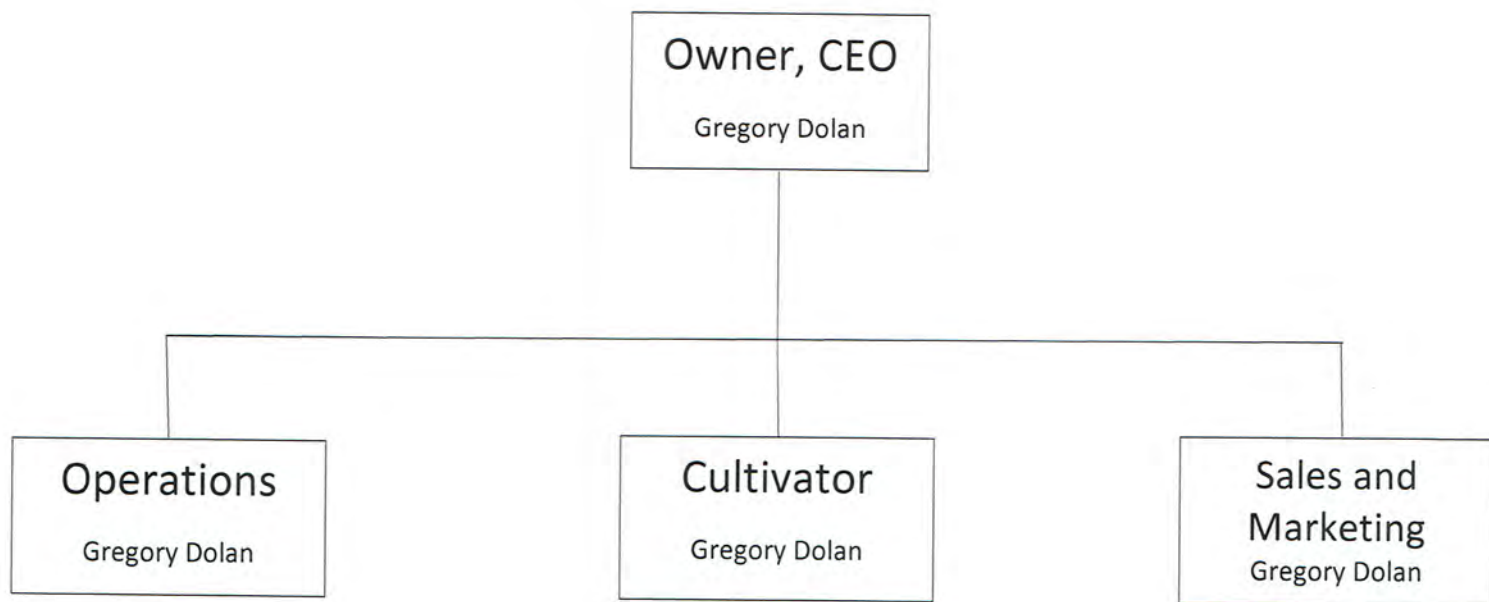 Owner, CEO
Gregory Dolan
Operations
Gregory Dolan
Cultivator
Gregory Dolan
Sales and
Marketing
Gregory Dolan